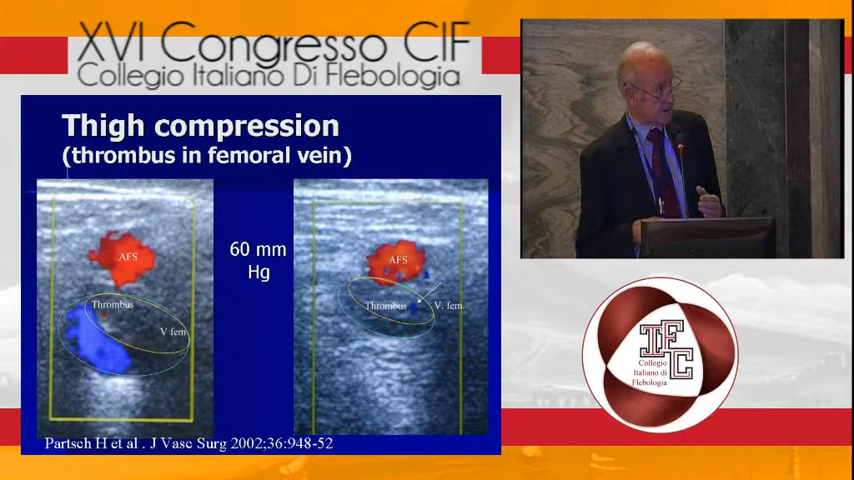 XVI Congresso CIF
Collegio Italiano Di Flebologia
Thigh compression
(thrombus in femoral vein)
AFS
Thrombus
V fem
60 mm
Hg
AFS
Thrombus
V. fem.
Partsch H et al . J Vasc Surg 2002;36:948-52
IFC
Collegio
Italiano di
Flebologia